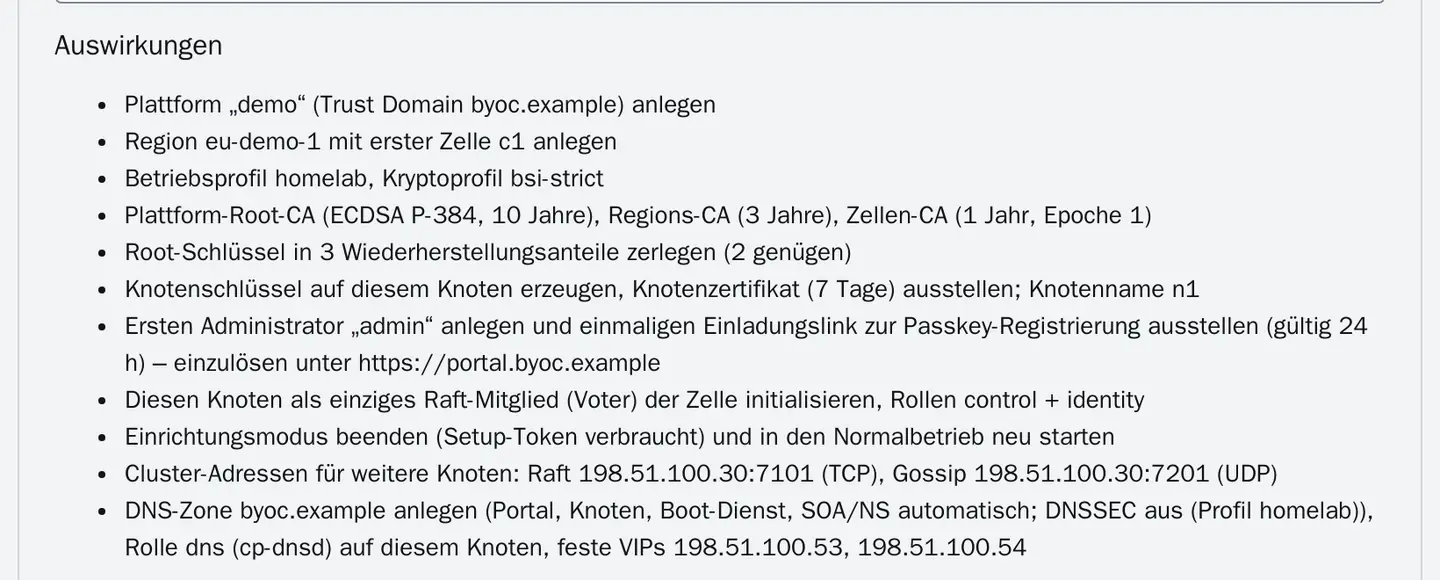 Auswirkungen
• Plattform „demo“ (Trust Domain byoc.example) anlegen
• Region eu-demo-1 mit erster Zelle c1 anlegen
• Betriebsprofil homelab, Kryptoprofil bsi-strict
• Plattform-Root-CA (ECDSA P-384, 10 Jahre), Regions-CA (3 Jahre), Zellen-CA (1 Jahr, Epoche 1)
• Root-Schlüssel in 3 Wiederherstellungsanteile zerlegen (2 genügen)
• Knotenschlüssel auf diesem Knoten erzeugen, Knotenzertifikat (7 Tage) ausstellen; Knotenname n1
• Ersten Administrator „admin“ anlegen und einmaligen Einladungslink zur Passkey-Registrierung ausstellen (gültig 24
h) – einzulösen unter https://portal.byoc.example
• Diesen Knoten als einziges Raft-Mitglied (Voter) der Zelle initialisieren, Rollen control + identity
• Einrichtungsmodus beenden (Setup-Token verbraucht) und in den Normalbetrieb neu starten
• Cluster-Adressen für weitere Knoten: Raft 198.51.100.30:7101 (TCP), Gossip 198.51.100.30:7201 (UDP)
• DNS-Zone byoc.example anlegen (Portal, Knoten, Boot-Dienst, SOA/NS automatisch; DNSSEC aus (Profil homelab)),
Rolle dns (cp-dnsd) auf diesem Knoten, feste VIPs 198.51.100.53, 198.51.100.54